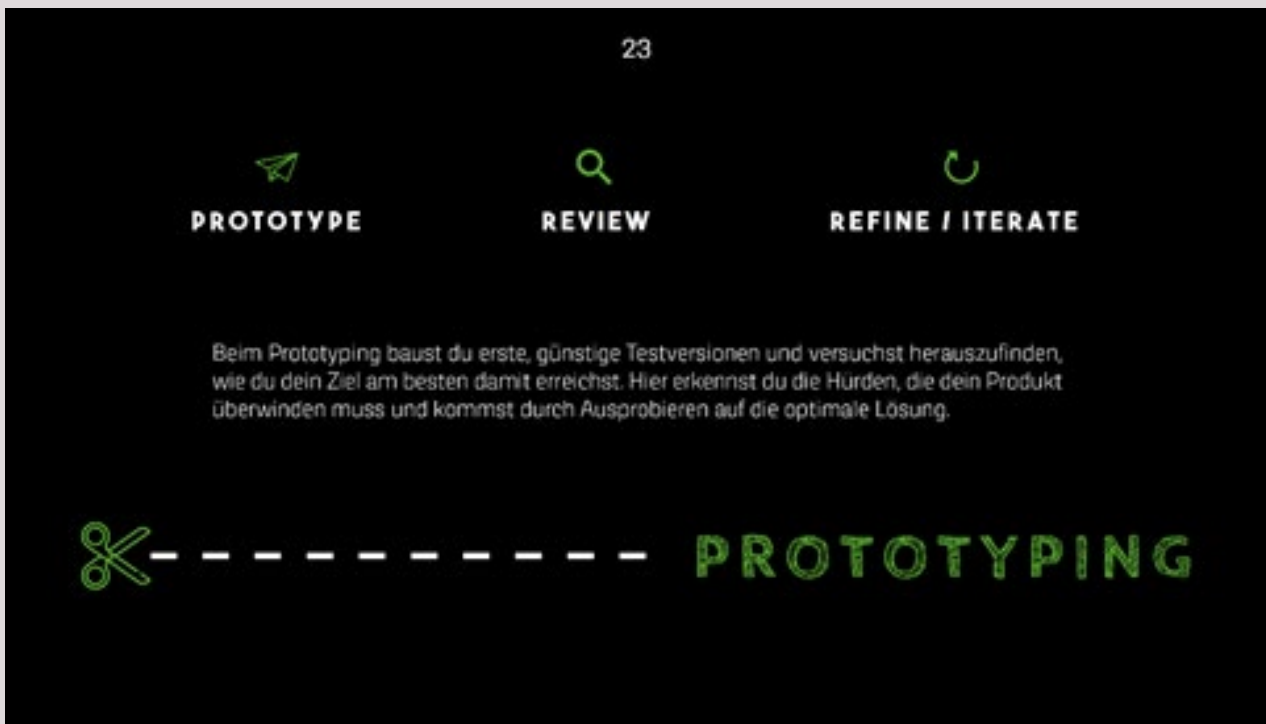 23
PROTOTYPE
REVIEW
REFINE / ITERATE
Beim Prototyping baust du erste, günstige Testversionen und versuchst herauszufinden,
wie du dein Ziel am besten damit erreichst. Hier erkennst du die Hürden, die dein Produkt
überwinden muss und kommst durch Ausprobieren auf die optimale Lösung.
PROTOTYPING